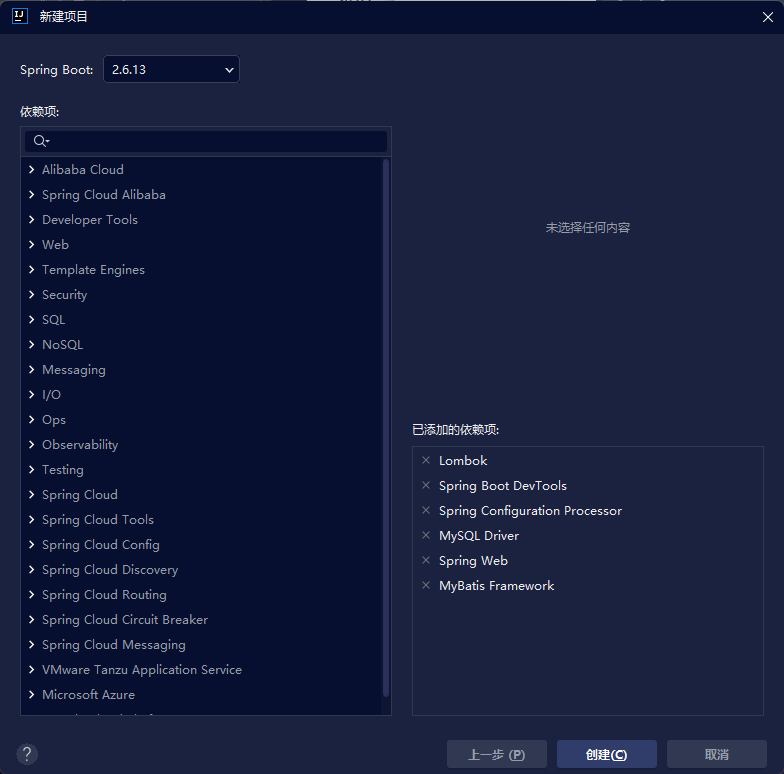 新建项目
Spring Boot: 2.6.13
依赖项:
Alibaba Cloud
Spring Cloud Alibaba
Developer Tools
Web
Template Engines
Security
SQL
NoSQL
Messaging
I/O
Ops
Observability
Testing
Spring Cloud
Spring Cloud Tools
Spring Cloud Config
Spring Cloud Discovery
Spring Cloud Routing
Spring Cloud Circuit Breaker
Spring Cloud Messaging
VMware Tanzu Application Service
Microsoft Azure
未选择任何内容
已添加的依赖项:
Lombok
Spring Boot DevTools
Spring Configuration Processor
MySQL Driver
Spring Web
MyBatis Framework
?
上一步 (P)
创建(C)
取消